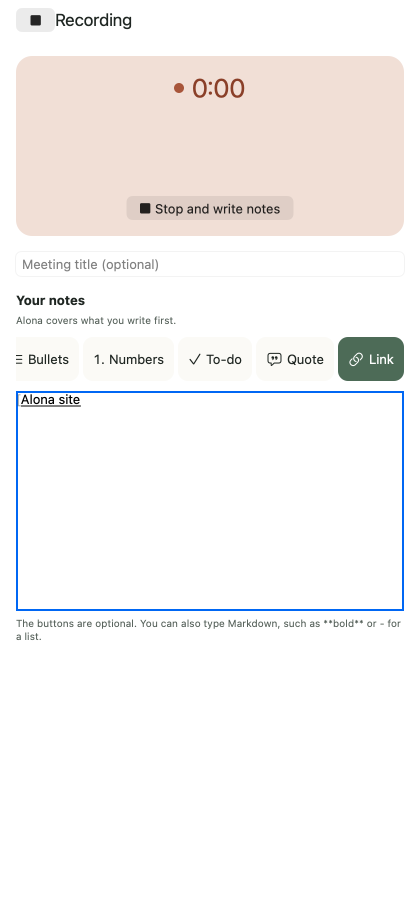 Recording
0:00
Stop and write notes
Meeting title (optional)
Your notes
Alona covers what you write first.
Bullets 1. Numbers To-do Quote Link
Alona site
The buttons are optional. You can also type Markdown, such as **bold** or - for
a list.